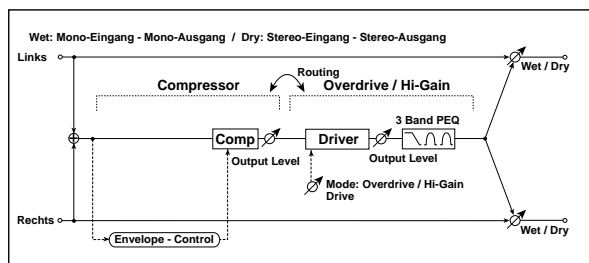 Wet: Mono-Eingang - Mono-Ausgang / Dry: Stereo-Eingang - Stereo-Ausgang
Links
Wet / Dry
Routing
Compressor
Overdrive / Hi-Gain
3 Band PEQ
Comp
Driver
Output Level
Output Level
Mode: Overdrive / Hi-Gain
Drive
Rechts
Wet / Dry
Envelope - Control